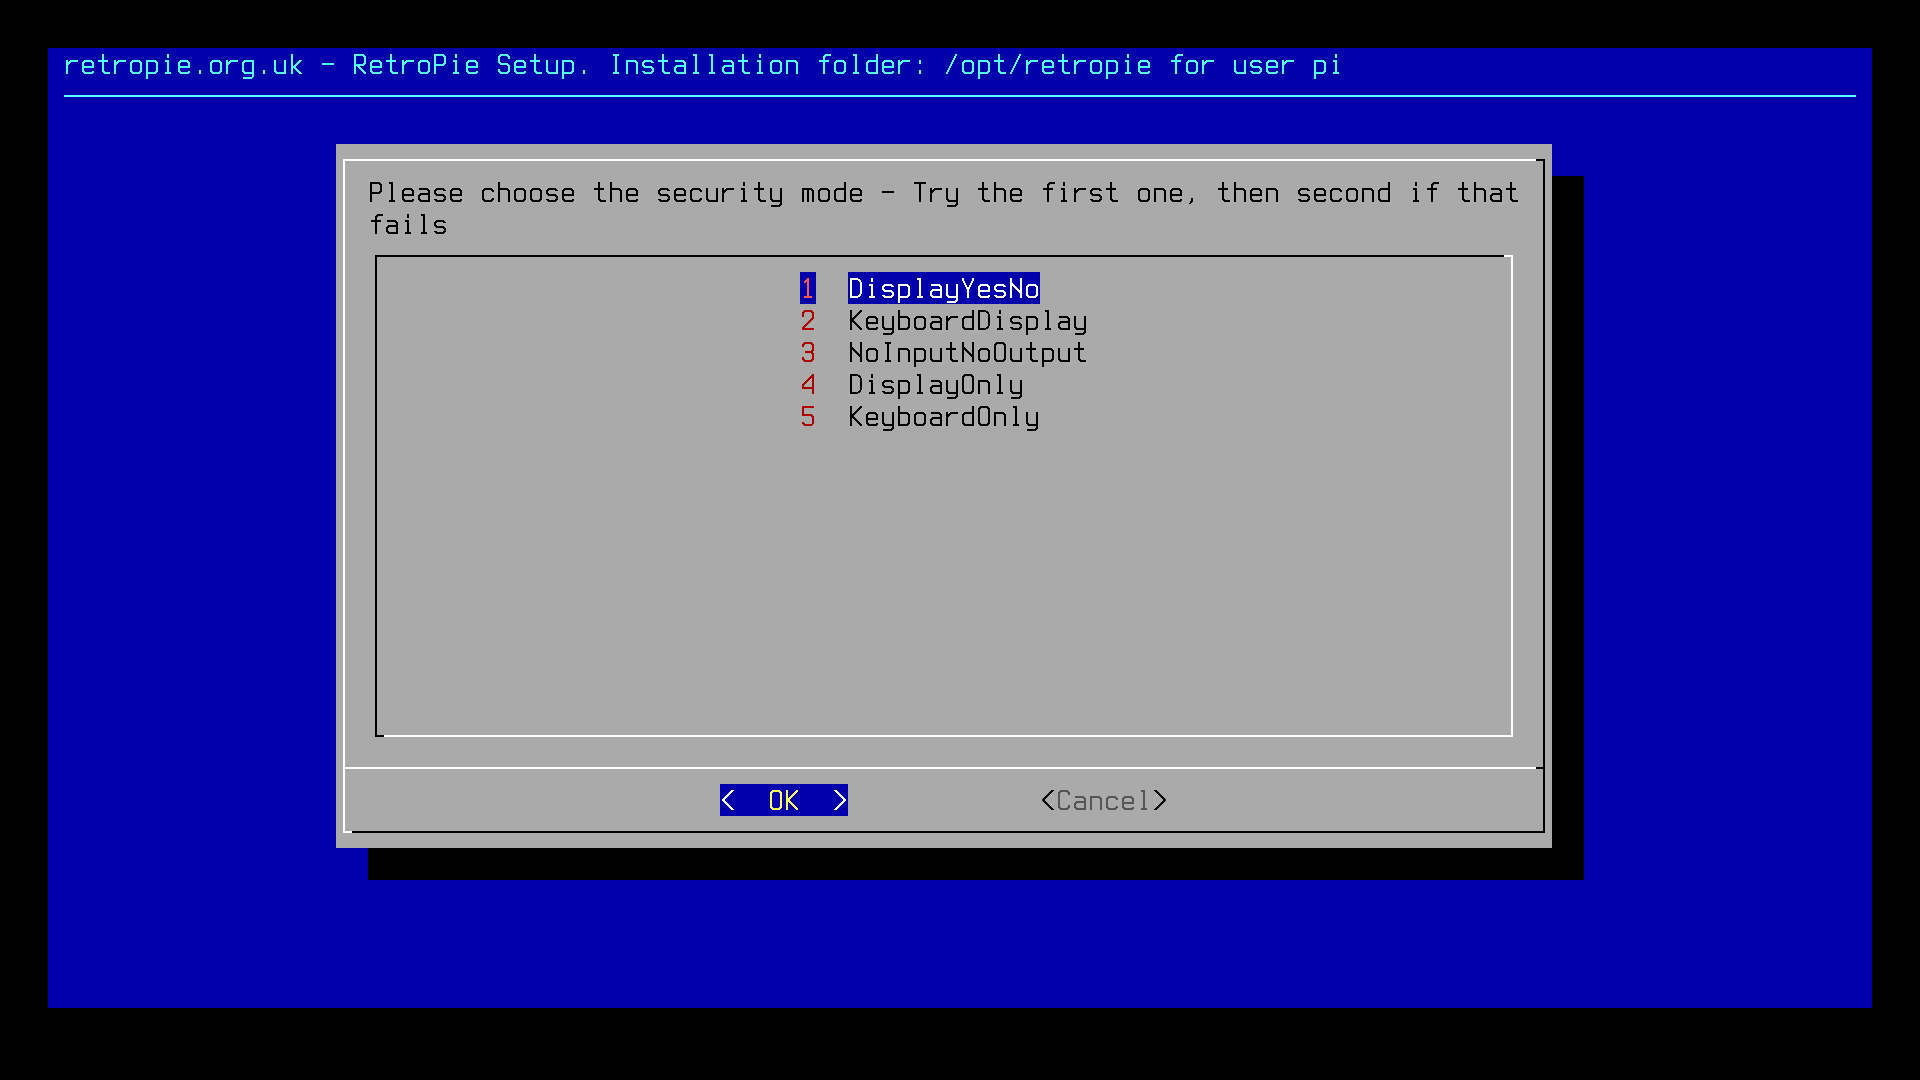 retropie.org.uk - RetroPie Setup. Installation folder: /opt/retropie for user pi
Please choose the security mode - Try the first one, then second if that
fails
1 DisplayYesNo
2 KeyboardDisplay
3 NoInputNoOutput
4 DisplayOnly
5 KeyboardOnly
< OK > <Cancel>